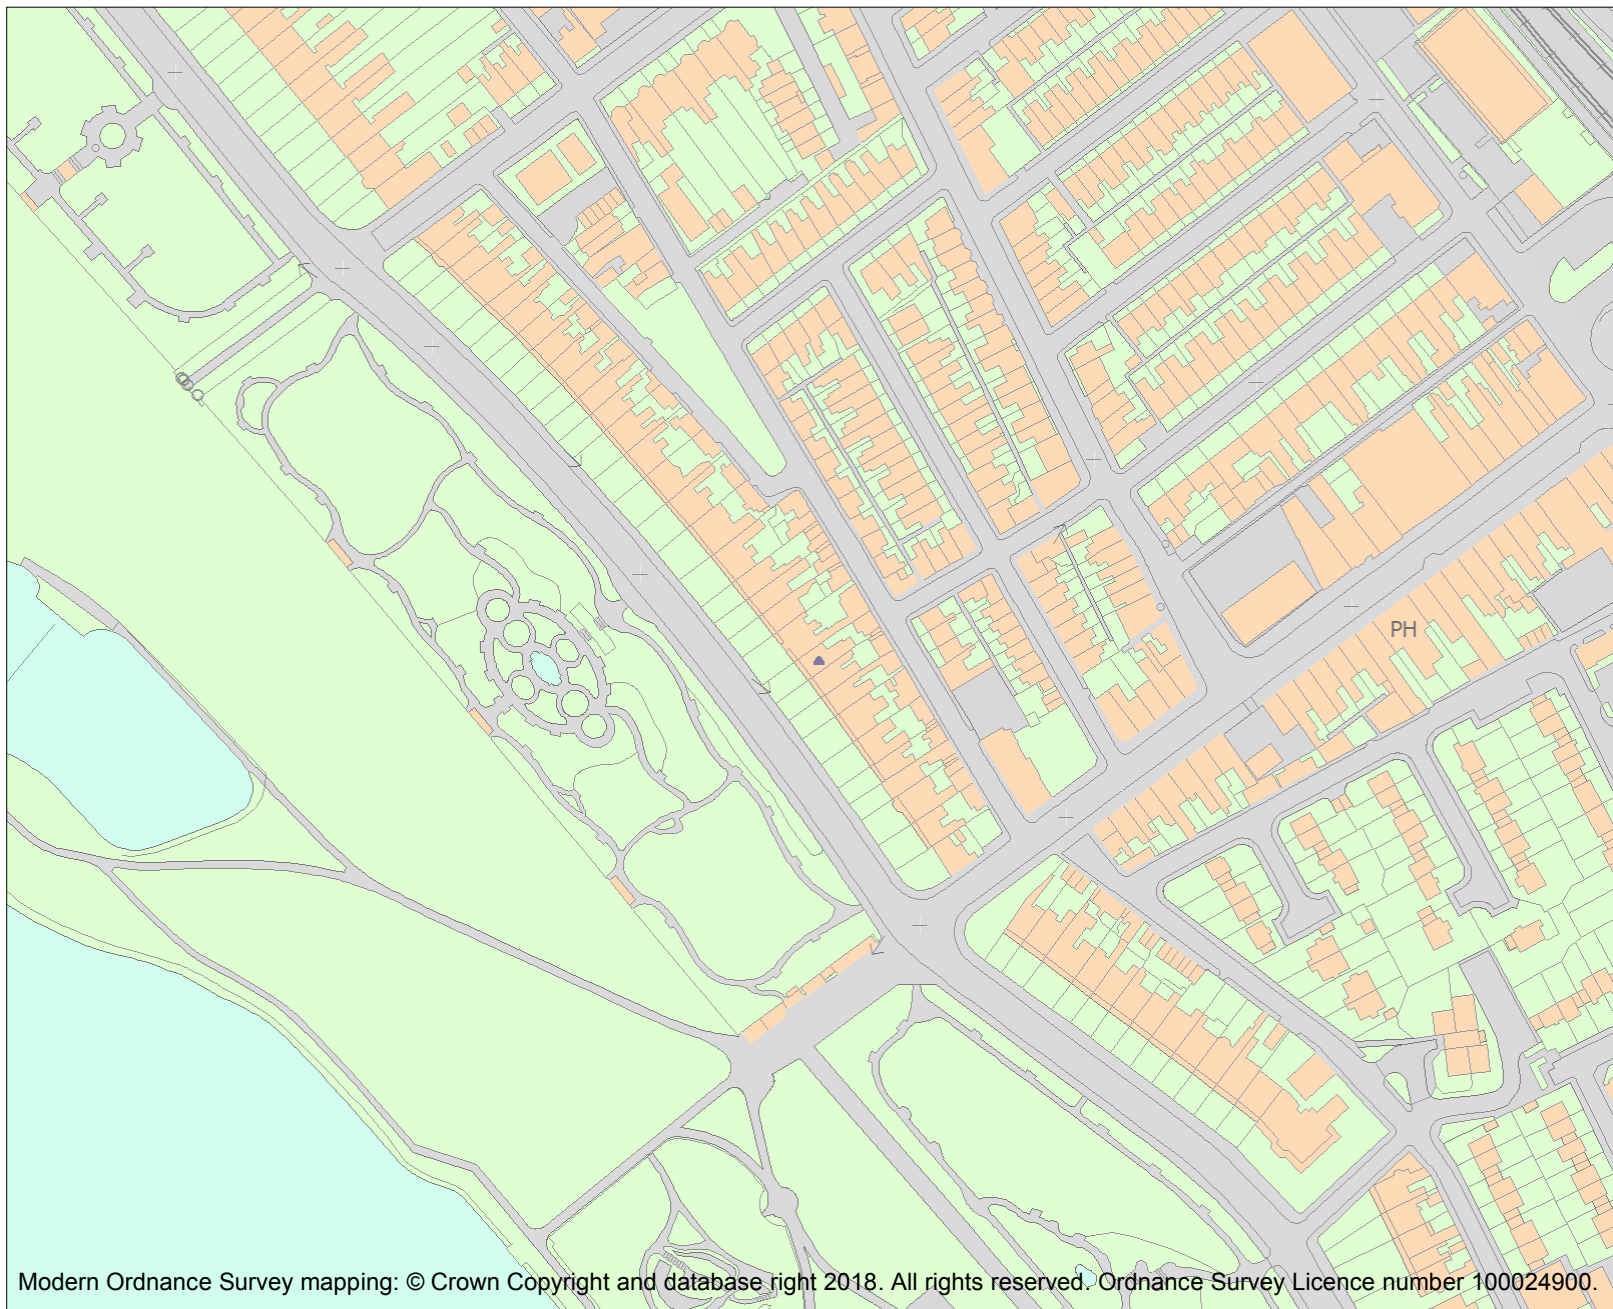 PH
Modern Ordnance Survey mapping: © Crown Copyright and database right 2018. All rights reserved. Ordnance Survey Licence number 100024900.